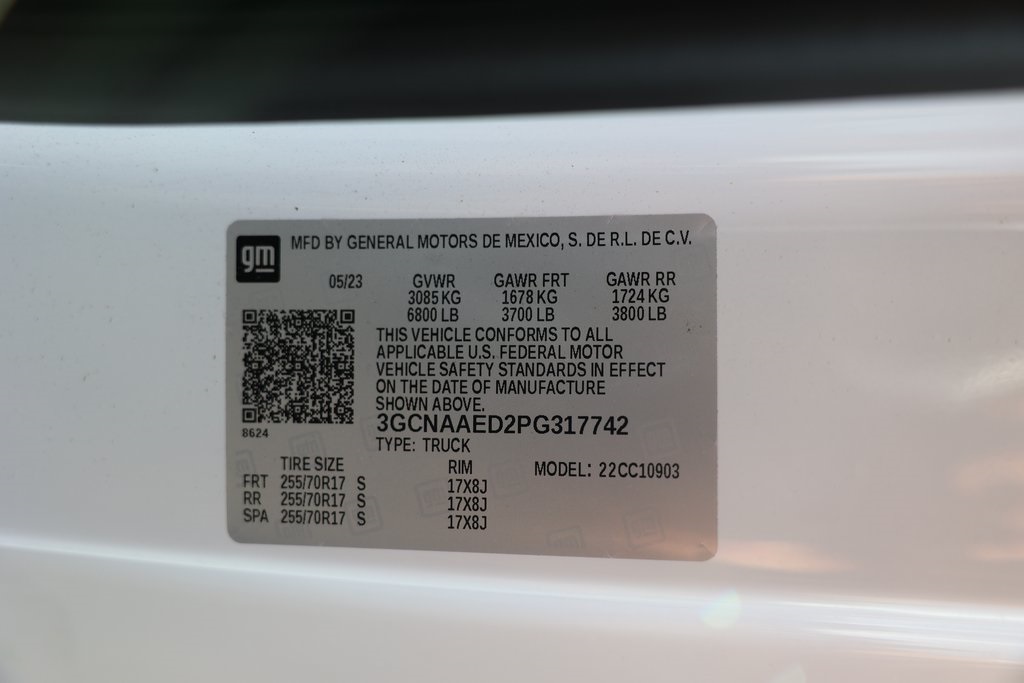 gm MFD BY GENERAL MOTORS DE MEXICO, S. DE R.L. DE C.V.
05/23 GVWR GAWR FRT GAWR RR
3085 KG 1678 KG 1724 KG
6800 LB 3700 LB 3800 LB
THIS VEHICLE CONFORMS TO ALL
APPLICABLE U.S. FEDERAL MOTOR
VEHICLE SAFETY STANDARDS IN EFFECT
ON THE DATE OF MANUFACTURE
SHOWN ABOVE.
8624
3GCNAAED2PG317742
TYPE: TRUCK
TIRE SIZE RIM MODEL: 22CC10903
FRT 255/70R17 S 17X8J
RR 255/70R17 S 17X8J
SPA 255/70R17 S 17X8J